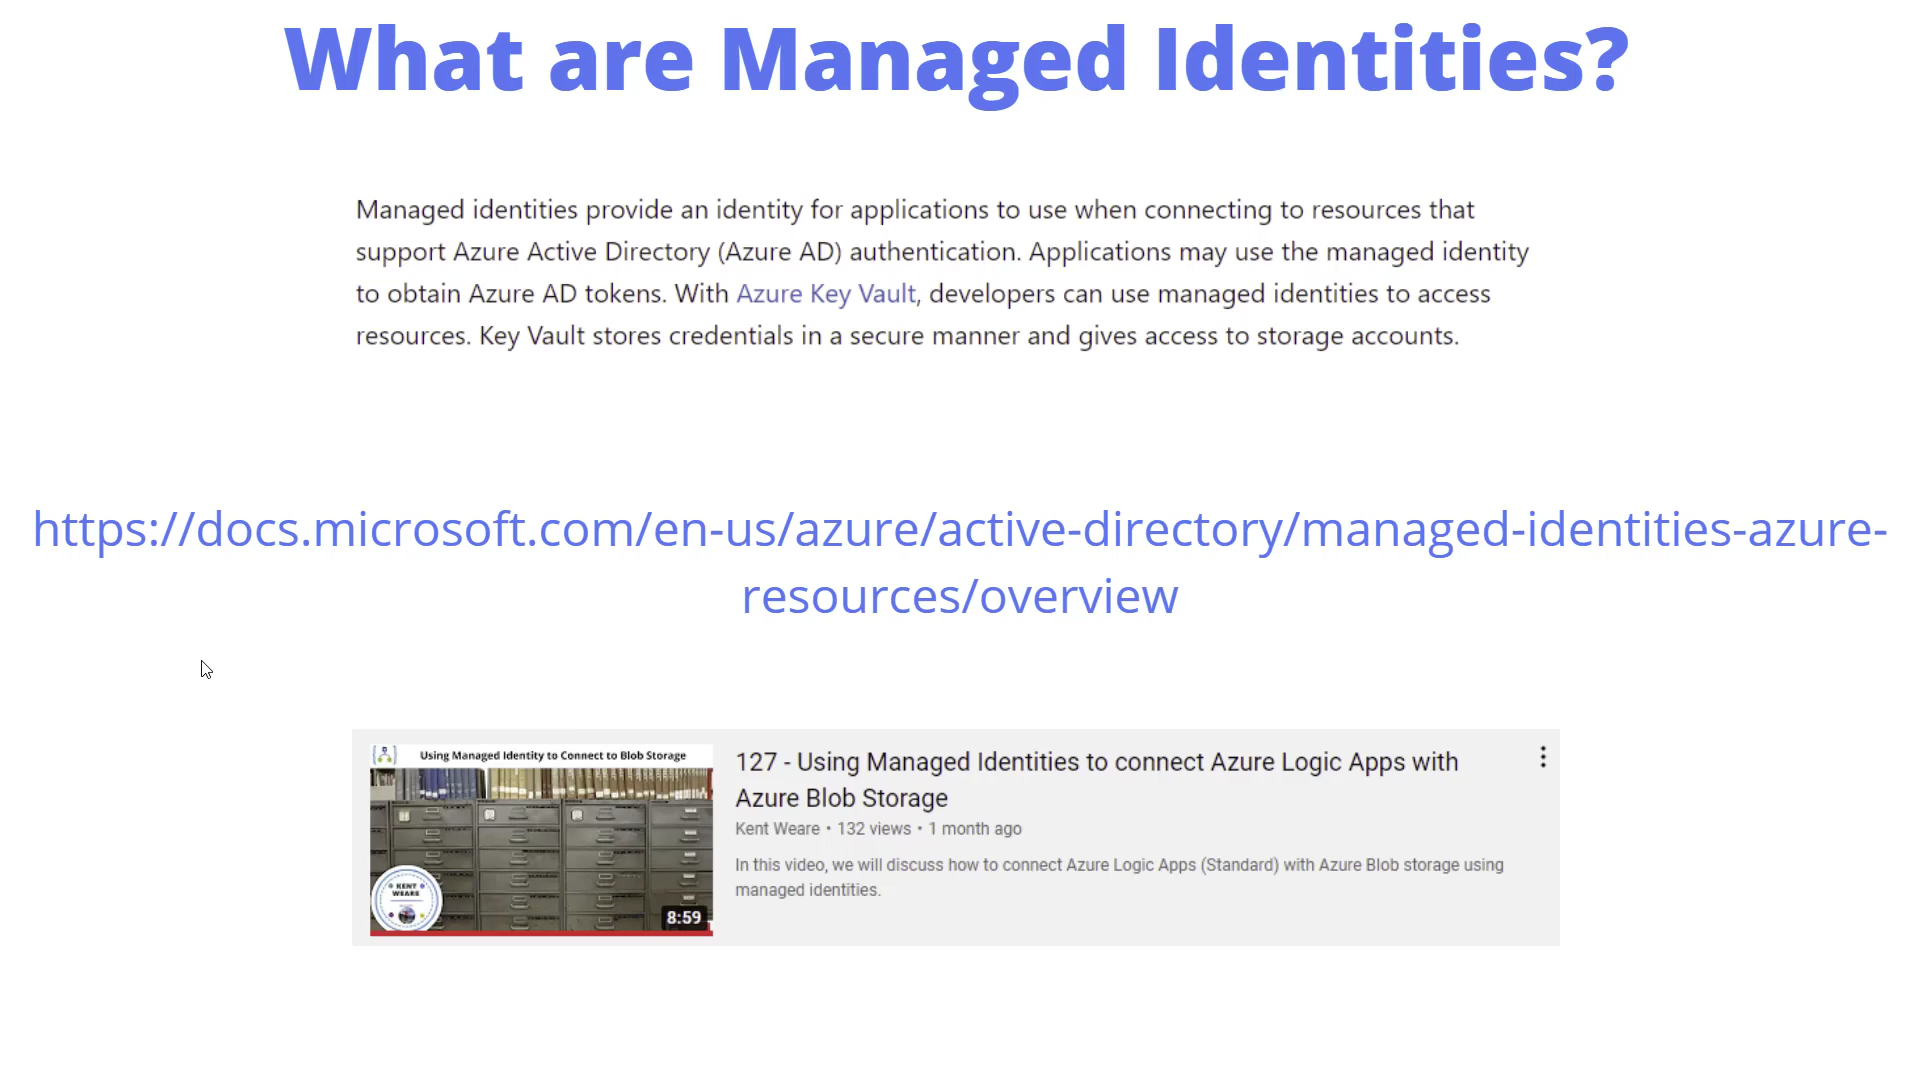 What are Managed Identities?
Managed identities provide an identity for applications to use when connecting to resources that
support Azure Active Directory (Azure AD) authentication. Applications may use the managed identity
to obtain Azure AD tokens. With Azure Key Vault, developers can use managed identities to access
resources. Key Vault stores credentials in a secure manner and gives access to storage accounts.
https://docs.microsoft.com/en-us/azure/active-directory/managed-identities-azure-
resources/overview
Using Managed Identity to Connect to Blob Storage
KENT
WEARE
8:59
127 - Using Managed Identities to connect Azure Logic Apps with
Azure Blob Storage
Kent Weare • 132 views • 1 month ago
In this video, we will discuss how to connect Azure Logic Apps (Standard) with Azure Blob storage using
managed identities.